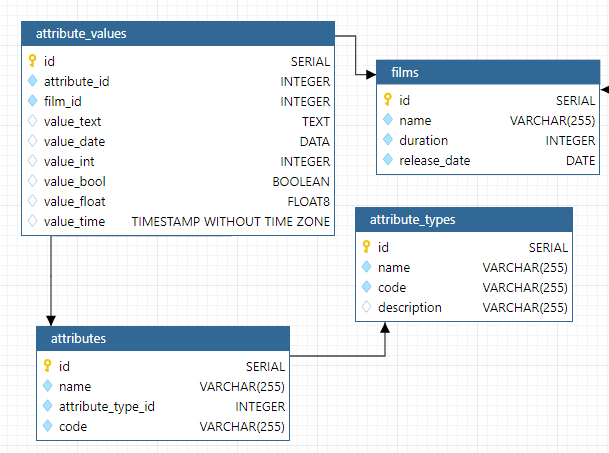 attribute_values
id SERIAL
attribute_id INTEGER
film_id INTEGER
value_text TEXT
value_date DATA
value_int INTEGER
value_bool BOOLEAN
value_float FLOAT8
value_time TIMESTAMP WITHOUT TIME ZONE
films
id SERIAL
name VARCHAR(255)
duration INTEGER
release_date DATE
attribute_types
id SERIAL
name VARCHAR(255)
code VARCHAR(255)
description VARCHAR(255)
attributes
id SERIAL
name VARCHAR(255)
attribute_type_id INTEGER
code VARCHAR(255)